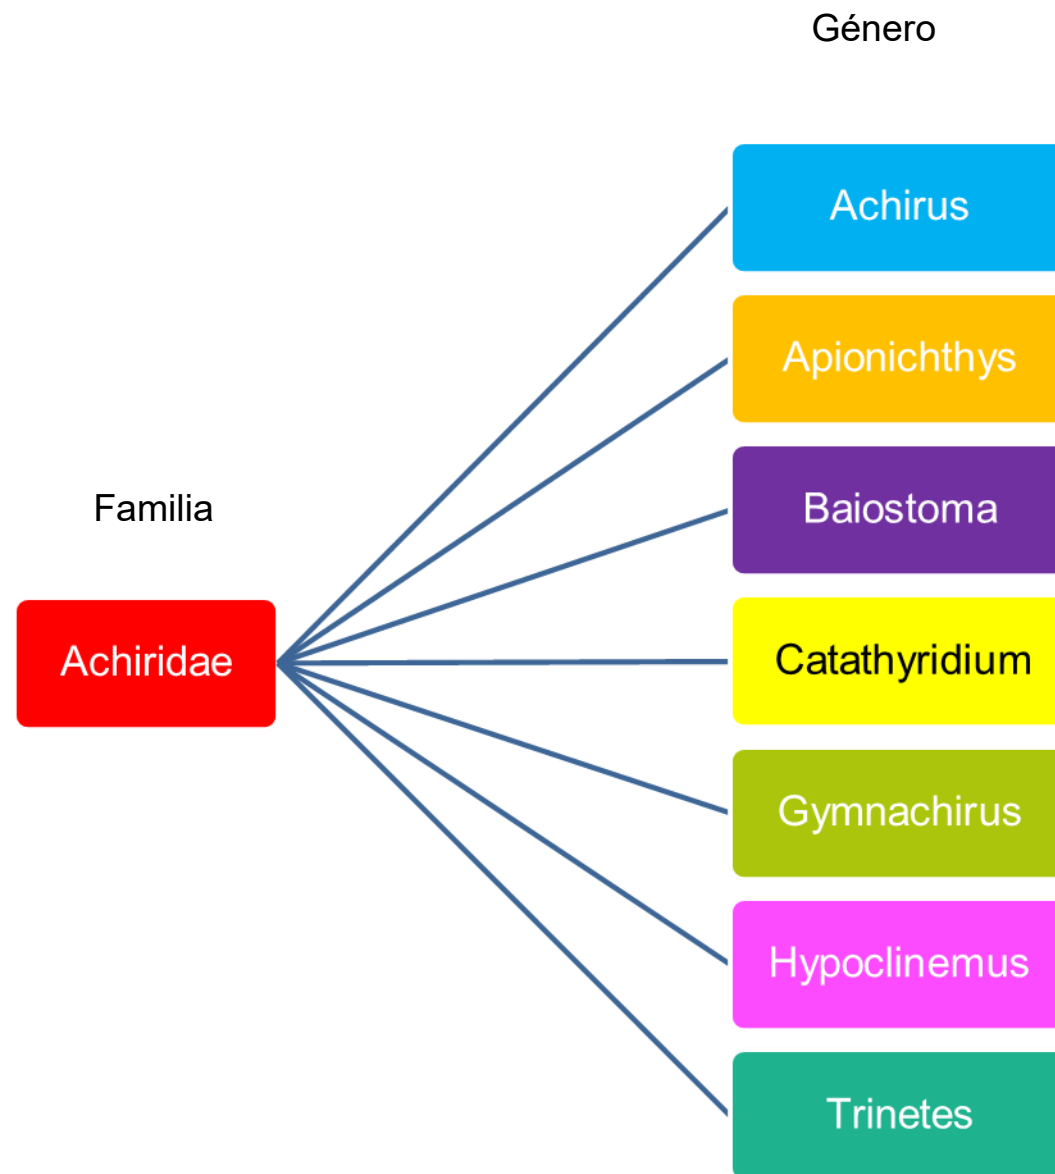 Género
Achirus
Apionichthys
Baiostoma
Familia
Catathyridium
Achiridae
Gymnachirus
Hypoclinemus
Trinetes